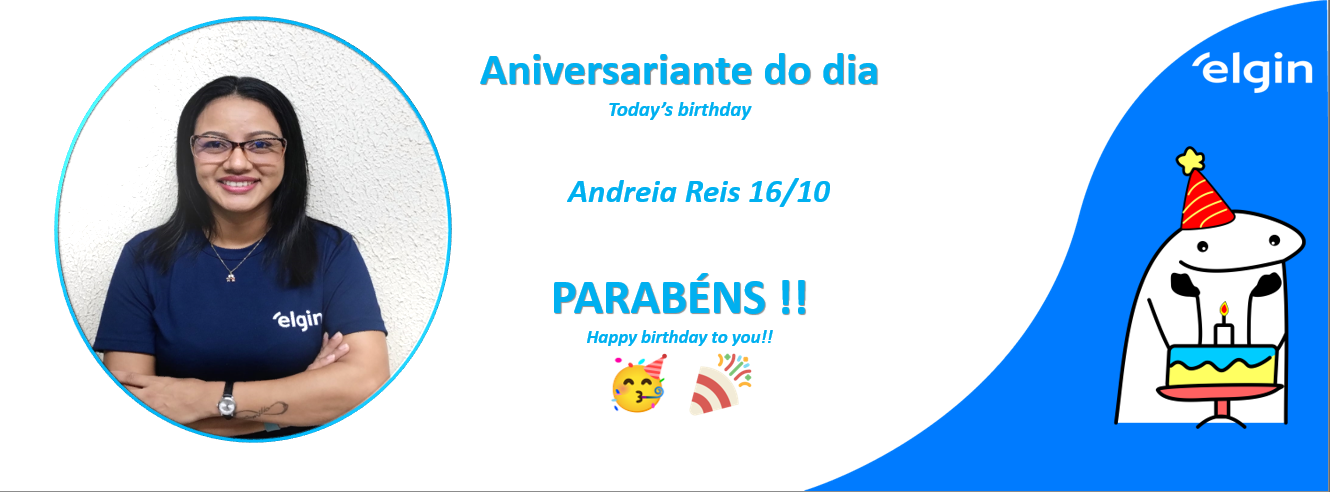 Aniversariante do dia
Today's birthday
Andreia Reis 16/10
PARABÉNS !!
Happy birthday to you!!
elgin
elgin